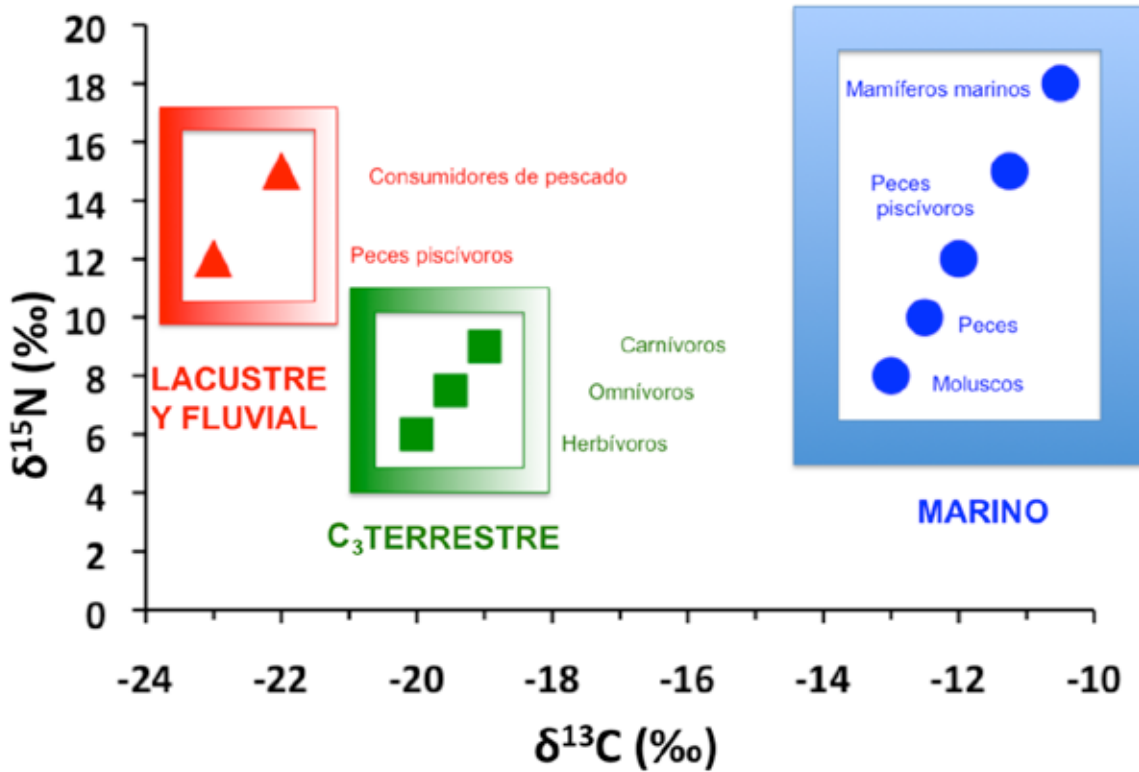 20
18
16
14
12
10
8
6
4
2
0
δ¹⁵N (‰)
Mamíferos marinos
Consumidores de pescado
Peces
piscívoros
Peces piscívoros
Peces
Carnívoros
LACUSTRE
Y FLUVIAL
Omnívoros
Moluscos
Herbívoros
MARINO
C₃TERRESTRE
-24 -22 -20 -18 -16 -14 -12 -10
δ¹³C (‰)